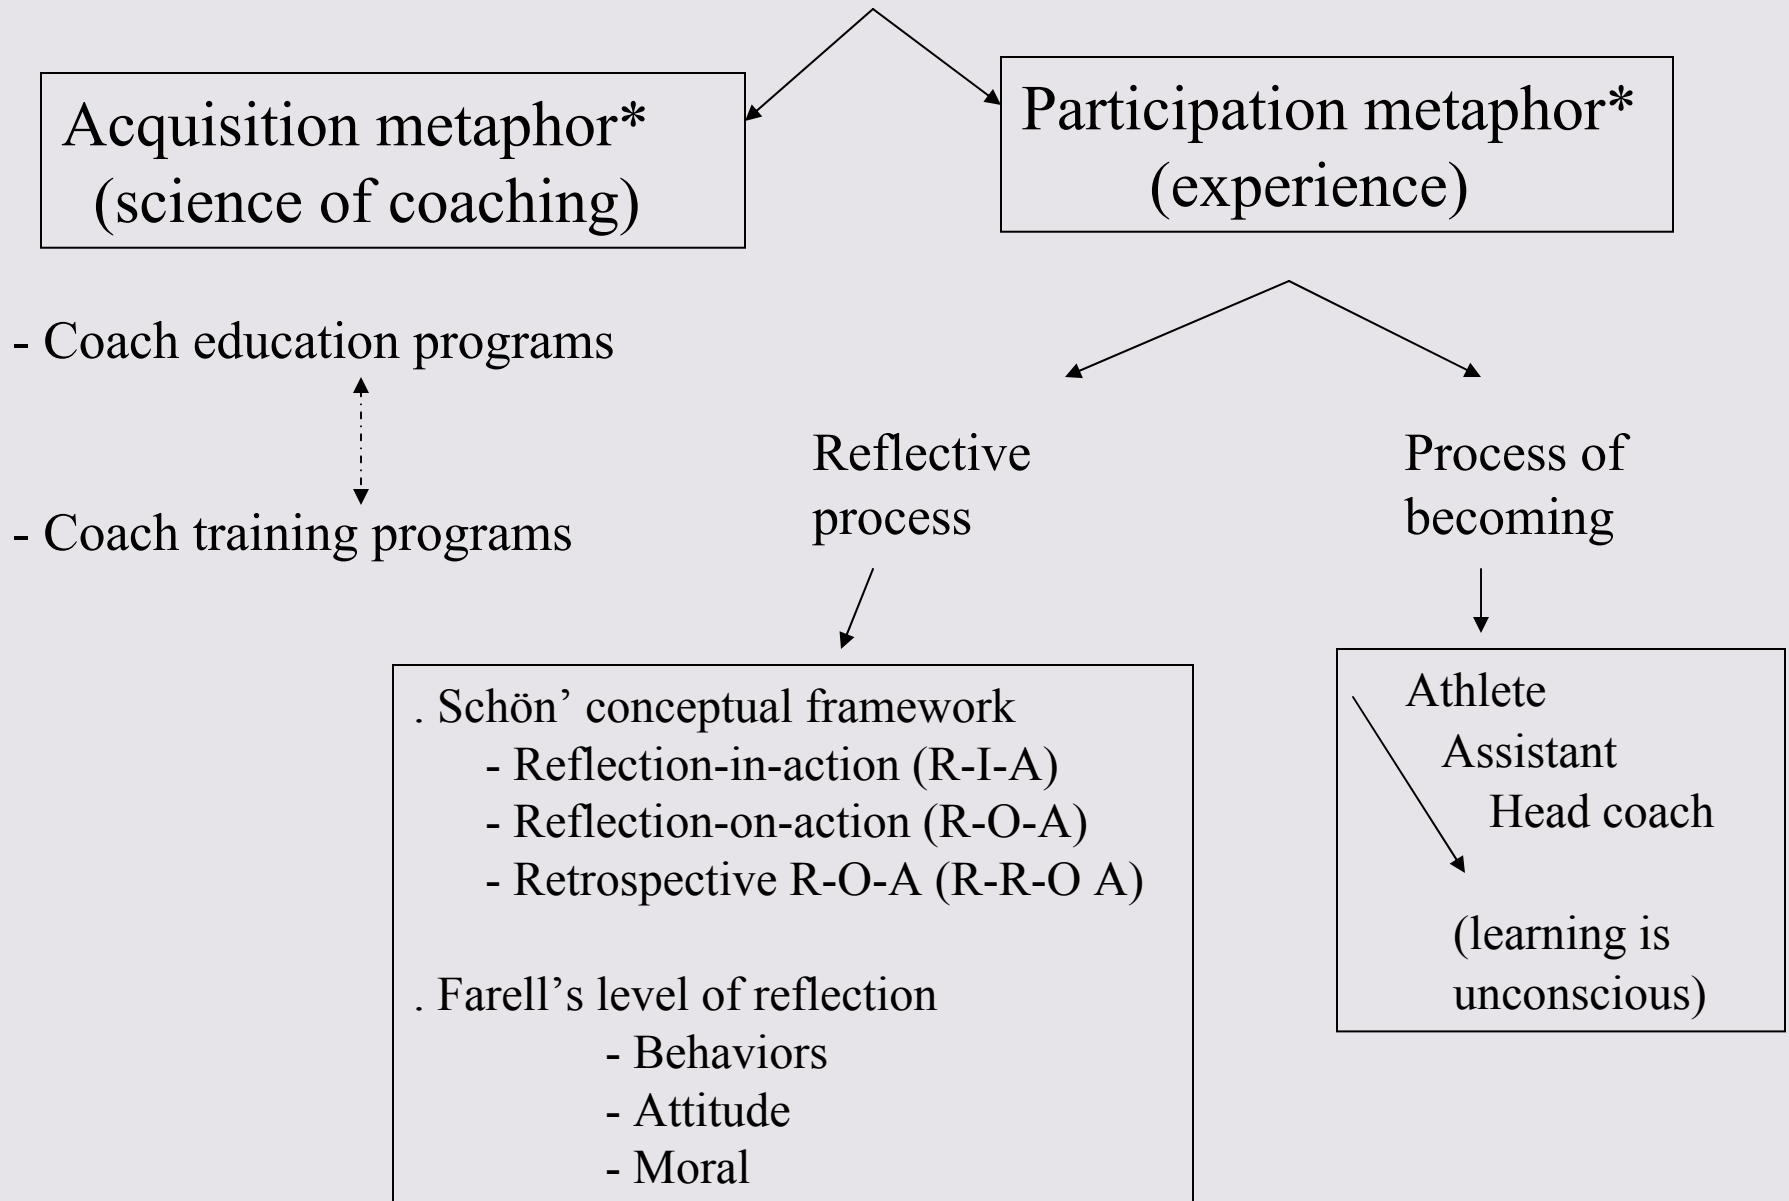 Acquisition metaphor*
(science of coaching)
Participation metaphor*
(experience)
- Coach education programs
- Coach training programs
Reflective
process
Process of
becoming
. Schön’ conceptual framework
- Reflection-in-action (R-I-A)
- Reflection-on-action (R-O-A)
- Retrospective R-O-A (R-R-O A)
. Farell’s level of reflection
- Behaviors
- Attitude
- Moral
Athlete
Assistant
Head coach
(learning is
unconscious)